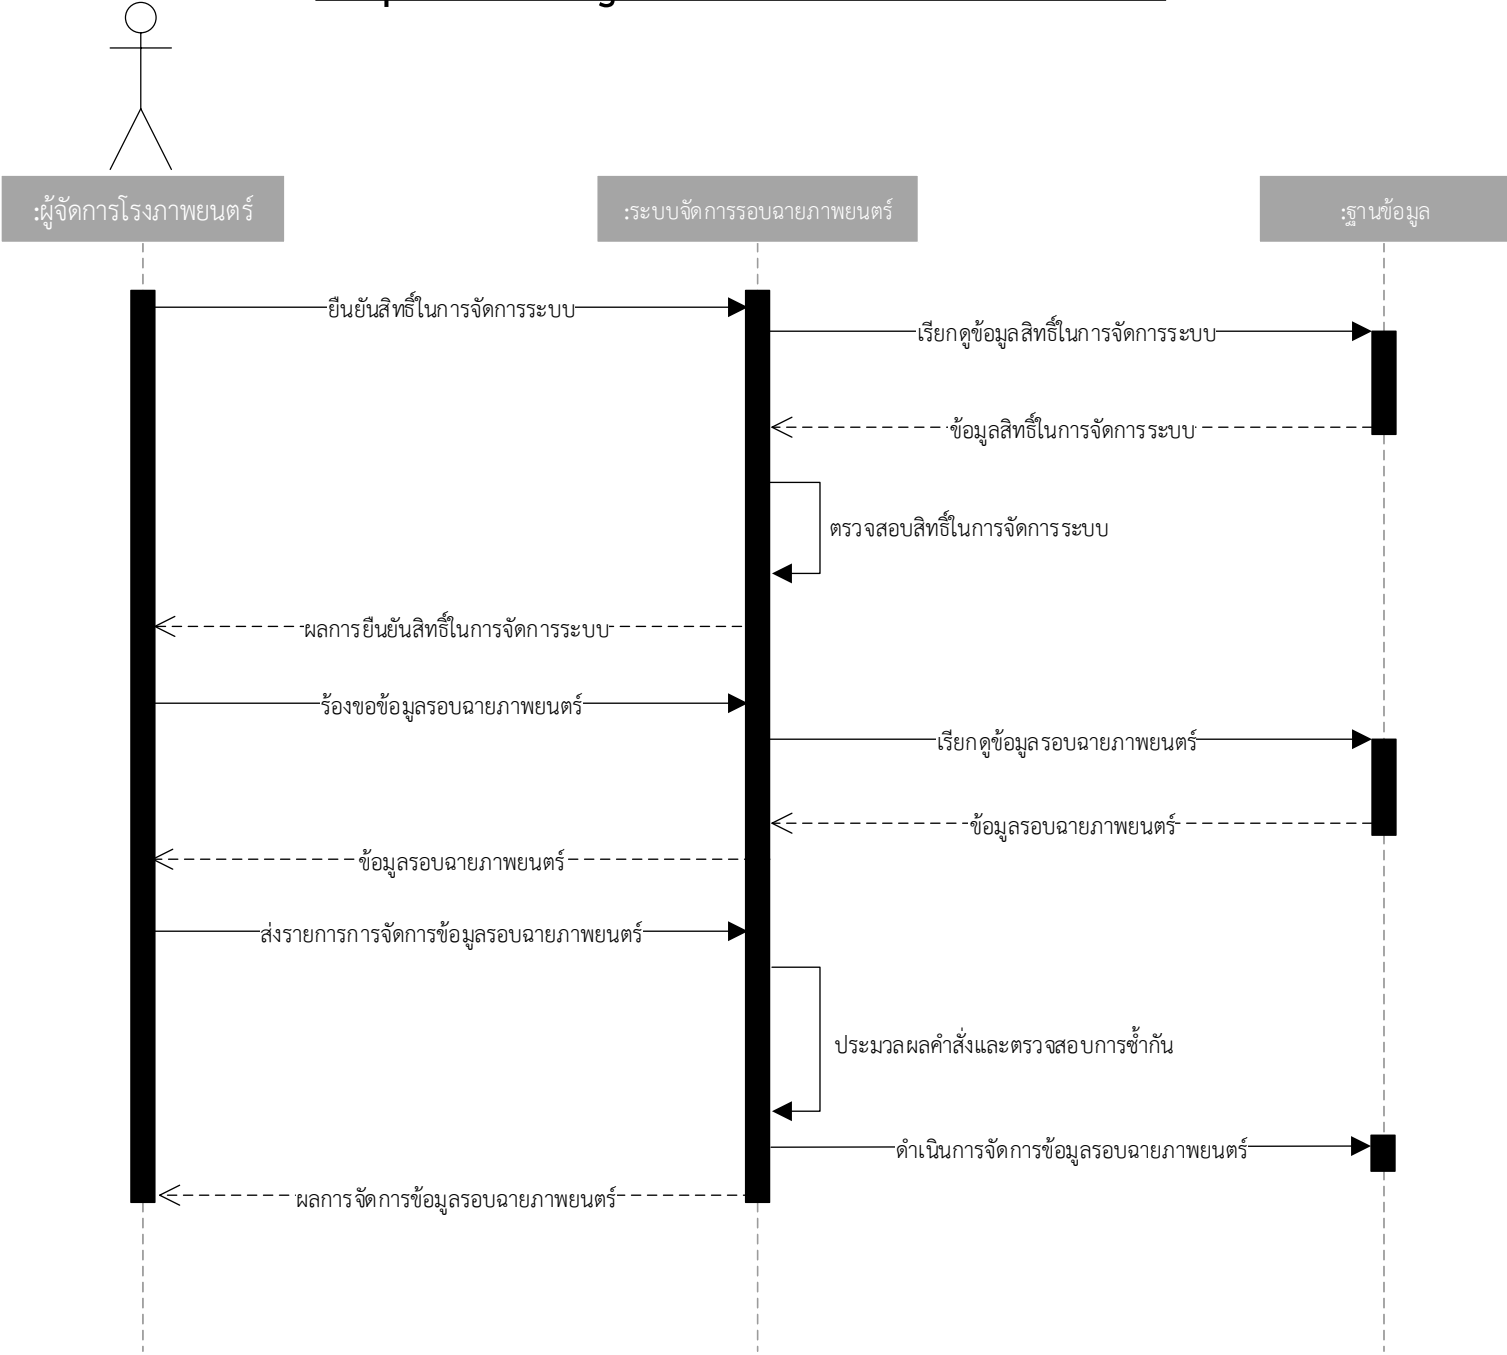 :ผู้จัดการโรงภาพยนตร์
:ระบบจัดการรอบฉายภาพยนตร์
:ฐานข้อมูล
ยืนยันสิทธิ์ในการจัดการระบบ
เรียกดูข้อมูลสิทธิ์ในการจัดการระบบ
ข้อมูลสิทธิ์ในการจัดการระบบ
ตรวจสอบสิทธิ์ในการจัดการระบบ
ผลการยืนยันสิทธิ์ในการจัดการระบบ
ร้องขอข้อมูลรอบฉายภาพยนตร์
เรียกดูข้อมูลรอบฉายภาพยนตร์
ข้อมูลรอบฉายภาพยนตร์
ข้อมูลรอบฉายภาพยนตร์
ส่งรายการการจัดการข้อมูลรอบฉายภาพยนตร์
ประมวลผลคำสั่งและตรวจสอบการซ้ำกัน
ดำเนินการจัดการข้อมูลรอบฉายภาพยนตร์
ผลการจัดการข้อมูลรอบฉายภาพยนตร์